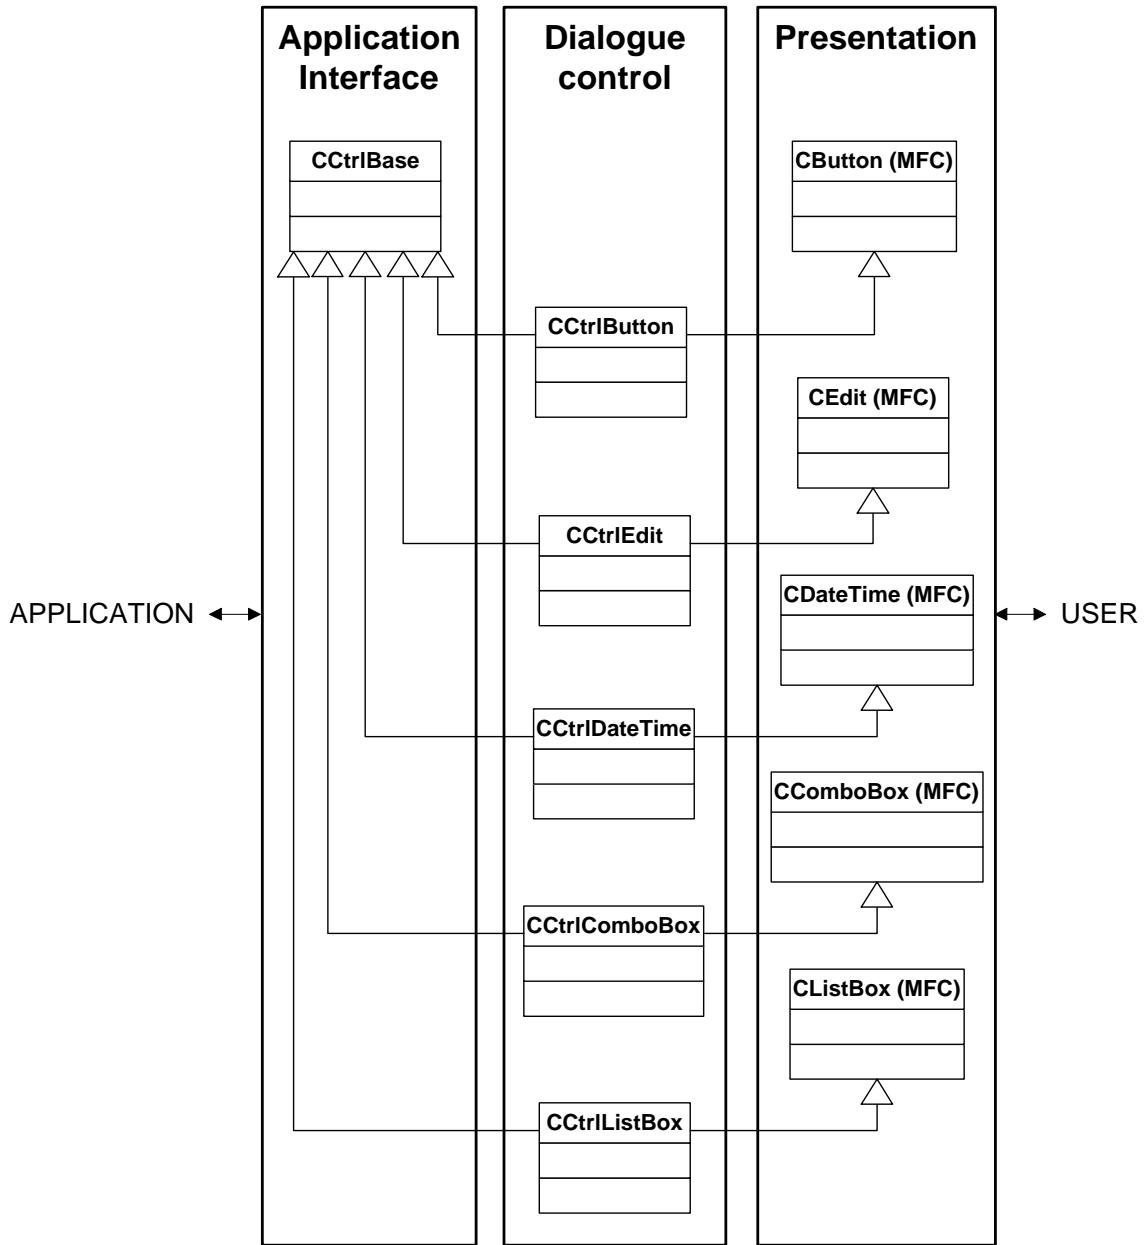 Application
Interface
Dialogue
control
Presentation
CCtrlBase
CButton (MFC)
CCtrlButton
CEdit (MFC)
CCtrlEdit
CDateTime (MFC)
APPLICATION
USER
CCtrlDateTime
CComboBox (MFC)
CCtrlComboBox
CListBox (MFC)
CCtrlListBox